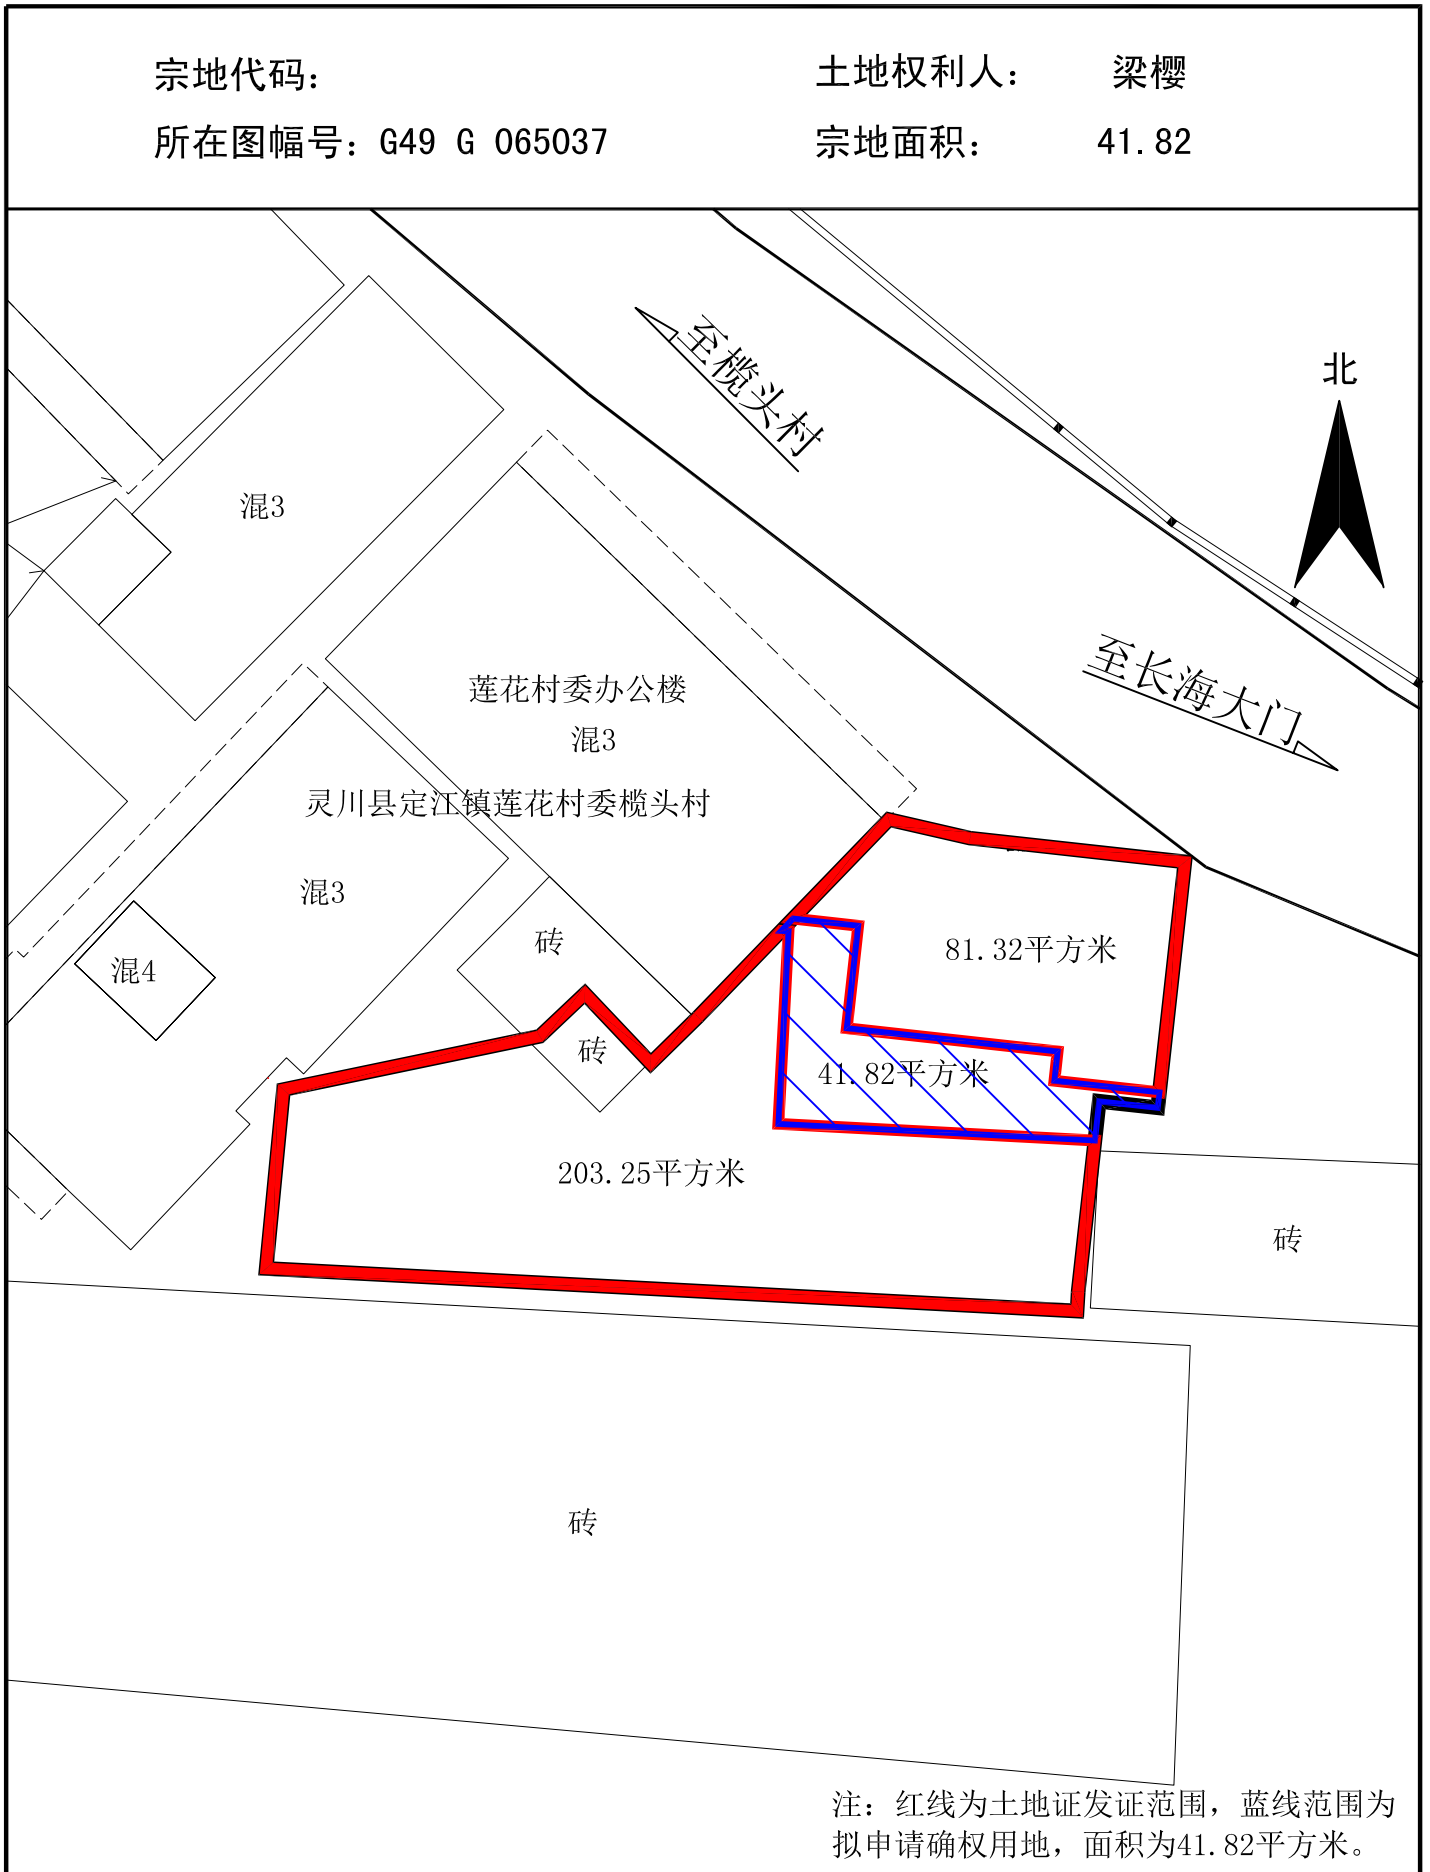 宗地代码：
土地权利人： 梁樱
所在图幅号：G49 G 065037
宗地面积： 41.82
至榄头村
北
混3
至长海大门
莲花村委办公楼
混3
灵川县定江镇莲花村委榄头村
混3
砖
81.32平方米
混4
砖
41.82平方米
203.25平方米
砖
砖
注：红线为土地证发证范围，蓝线范围为
拟申请确权用地，面积为41.82平方米。